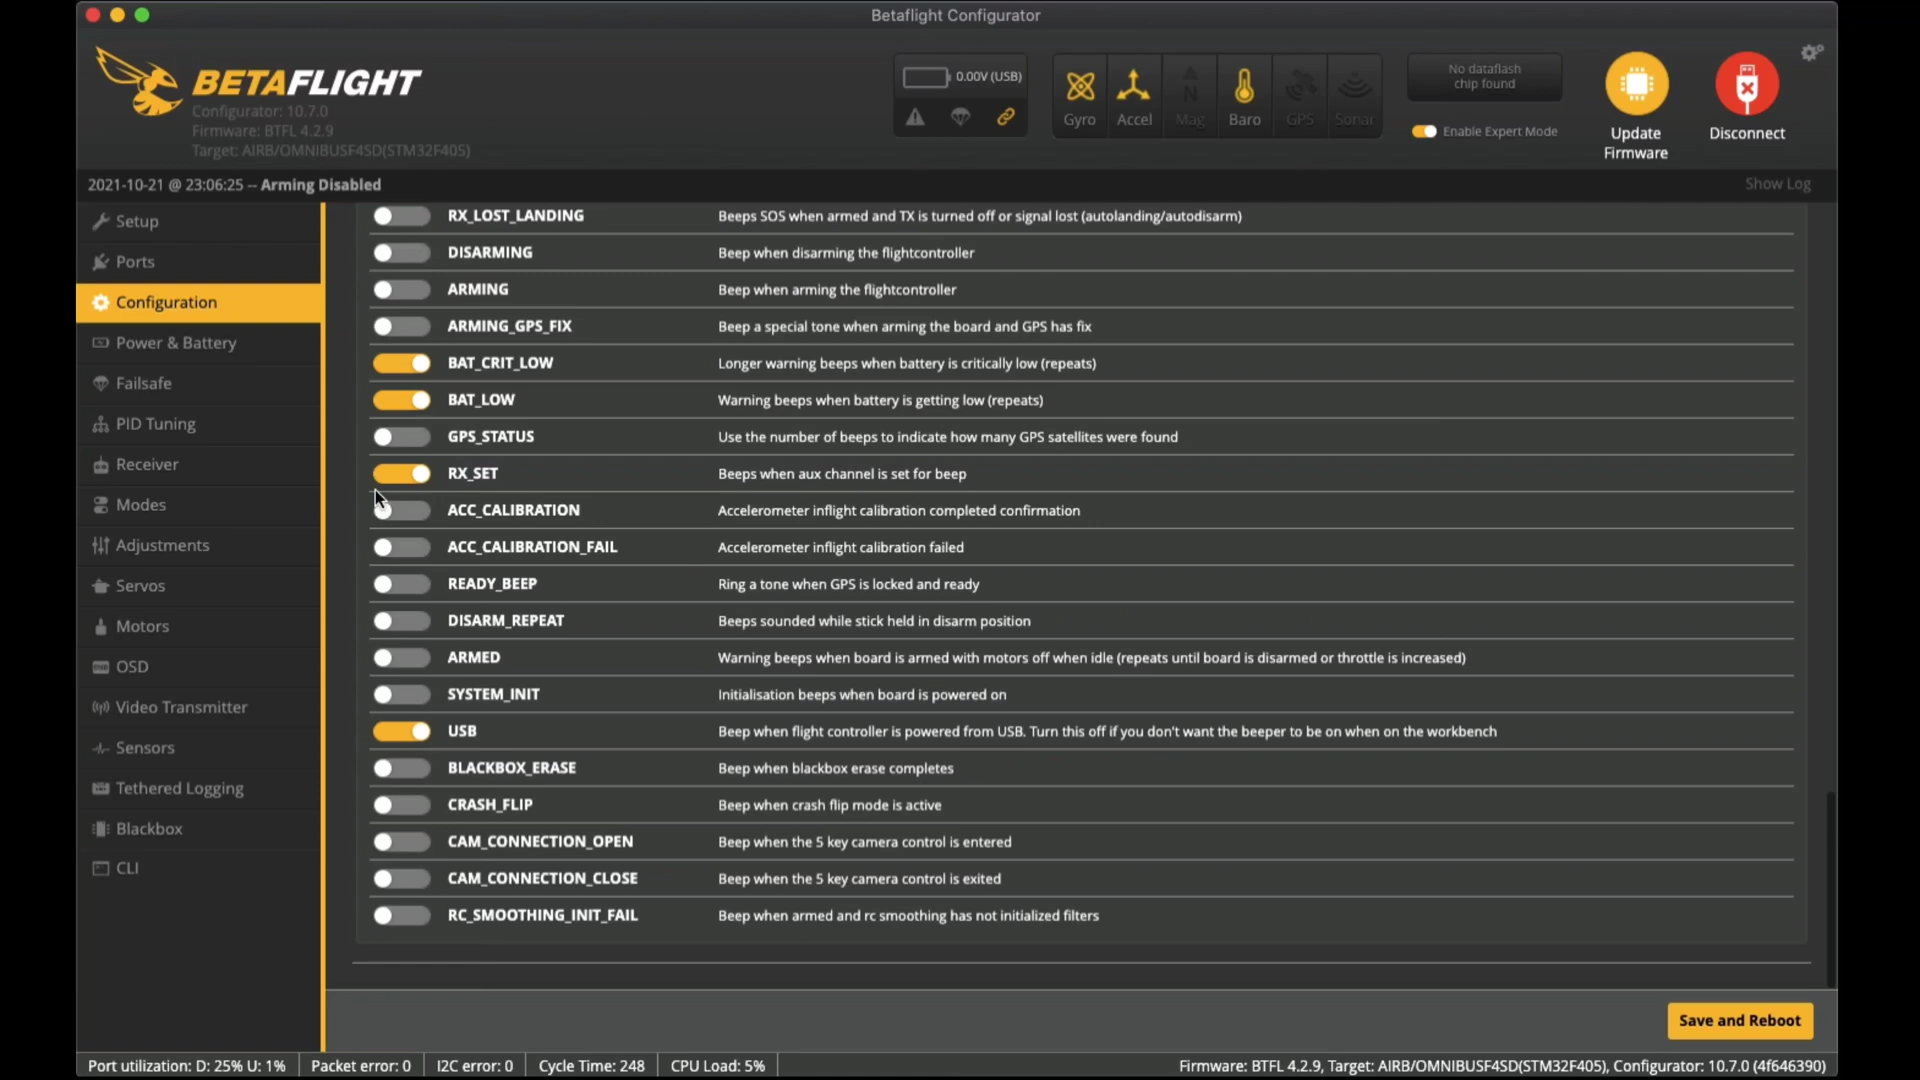 Betaflight Configurator
BETAFLIGHT
Configurator: 10.7.0
Firmware: BTFL 4.2.9
Target: AIRB/OMNIBUSF4SD(STM32F405)
0.00V (USB)
Gyro
Accel
Mag
Baro
GPS
Sonar
No dataflash
chip found
Enable Expert Mode
Update
Firmware
Disconnect
2021-10-21 @ 23:06:25 -- Arming Disabled
Show Log
Setup
Ports
Configuration
Power & Battery
Failsafe
PID Tuning
Receiver
Modes
Adjustments
Servos
Motors
OSD
Video Transmitter
Sensors
Tethered Logging
Blackbox
CLI
RX_LOST_LANDING Beeps SOS when armed and TX is turned off or signal lost (autolanding/autodisarm)
DISARMING Beep when disarming the flightcontroller
ARMING Beep when arming the flightcontroller
ARMING_GPS_FIX Beep a special tone when arming the board and GPS has fix
BAT_CRIT_LOW Longer warning beeps when battery is critically low (repeats)
BAT_LOW Warning beeps when battery is getting low (repeats)
GPS_STATUS Use the number of beeps to indicate how many GPS satellites were found
RX_SET Beeps when aux channel is set for beep
ACC_CALIBRATION Accelerometer inflight calibration completed confirmation
ACC_CALIBRATION_FAIL Accelerometer inflight calibration failed
READY_BEEP Ring a tone when GPS is locked and ready
DISARM_REPEAT Beeps sounded while stick held in disarm position
ARMED Warning beeps when board is armed with motors off when idle (repeats until board is disarmed or throttle is increased)
SYSTEM_INIT Initialisation beeps when board is powered on
USB Beep when flight controller is powered from USB. Turn this off if you don't want the beeper to be on when on the workbench
BLACKBOX_ERASE Beep when blackbox erase completes
CRASH_FLIP Beep when crash flip mode is active
CAM_CONNECTION_OPEN Beep when the 5 key camera control is entered
CAM_CONNECTION_CLOSE Beep when the 5 key camera control is exited
RC_SMOOTHING_INIT_FAIL Beep when armed and rc smoothing has not initialized filters
Save and Reboot
Port utilization: D: 25% U: 1% Packet error: 0 I2C error: 0 Cycle Time: 248 CPU Load: 5% Firmware: BTFL 4.2.9, Target: AIRB/OMNIBUSF4SD(STM32F405), Configurator: 10.7.0 (4f646390)